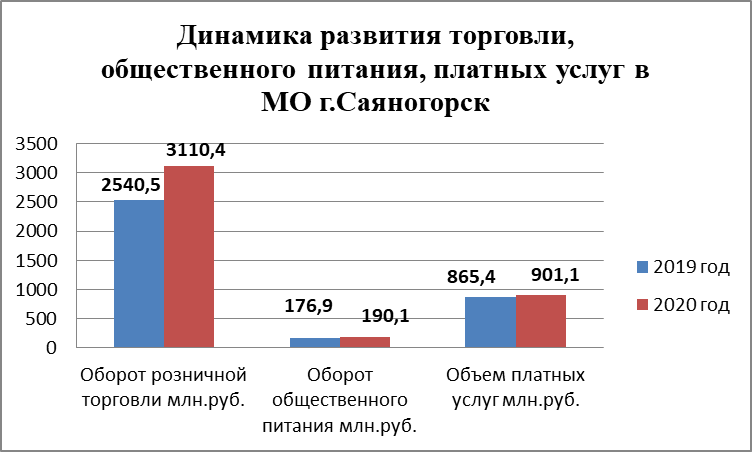 Динамика развития торговли,
общественного питания, платных услуг в
МО г.Саяногорск
3500
3000
2500
2000
1500
1000
500
0
2540,5
3110,4
176,9
190,1
865,4
901,1
Оборот розничной
торговли млн.руб.
Оборот
общественного
питания млн.руб.
Объем платных
услуг млн.руб.
2019 год
2020 год